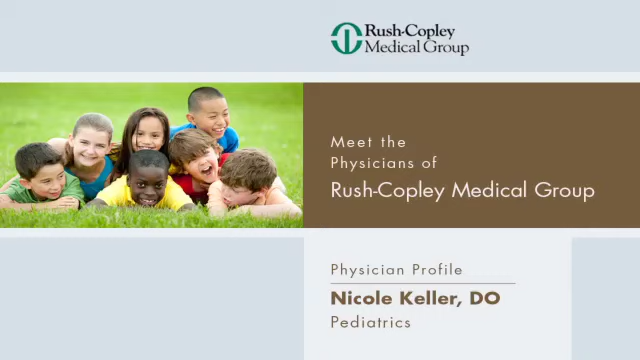 Rush-Copley
Medical Group
Meet the
Physicians of
Rush-Copley Medical Group
Physician Profile
Nicole Keller, DO
Pediatrics